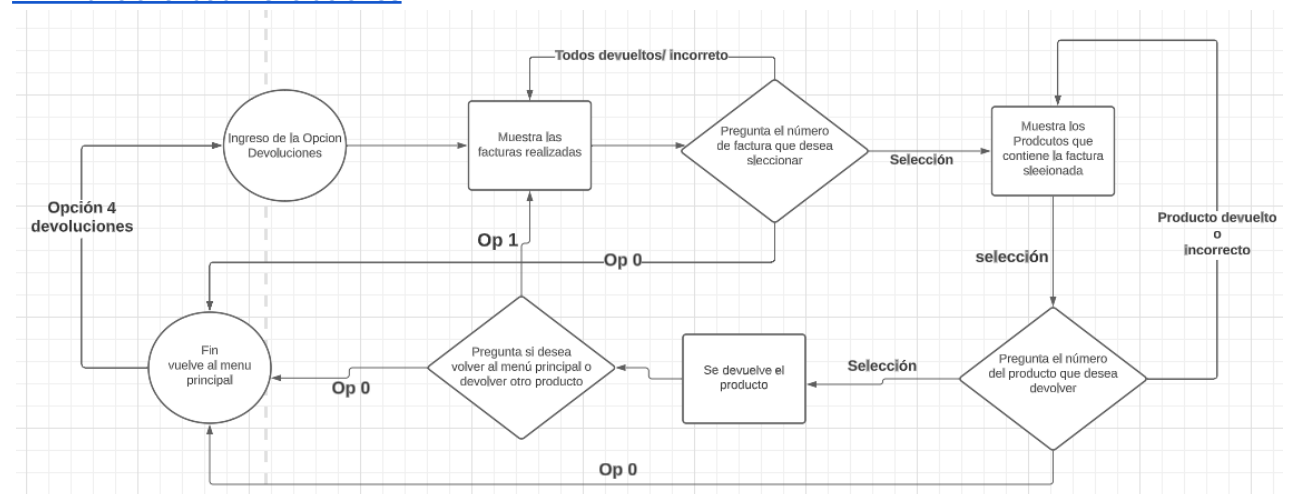 Todos devueltos/ incorreto
Ingreso de la Opcion
Devoluciones
Muestra las
facturas realizadas
Pregunta el número
de factura que desea
sleccionar
Selección
Muestra los
Prodcutos que
contiene la factura
sleeionada
Opción 4
devoluciones
Op 1
Op 0
selección
Producto devuelto
o
incorrecto
Fin
vuelve al menu
principal
Op 0
Pregunta si desea
volver al menú principal o
devolver otro producto
Se devuelve el
producto
Selección
Pregunta el número
del producto que desea
devolver
Op 0